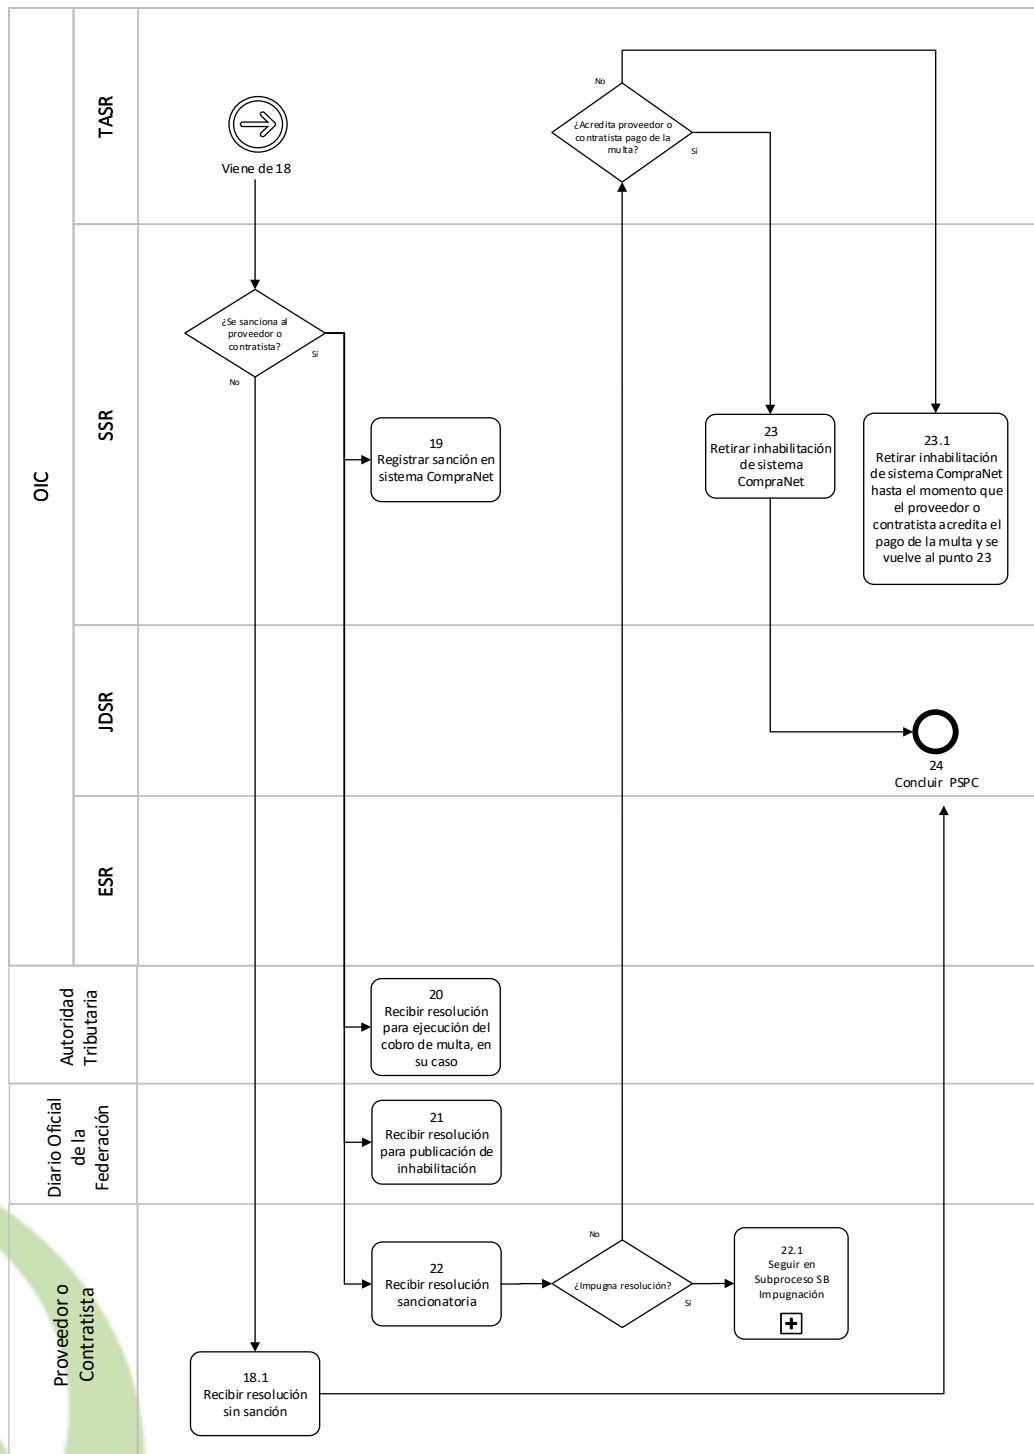 OIC
TASR
SSR
JDSR
ESR
Autoridad
Tributaria
Diario Oficial
de la
Federación
Proveedor o
Contratista
Viene de 18
¿Se sanciona al
proveedor o
contratista?
Sí
No
19
Registrar sanción en
sistema CompraNet
20
Recibir resolución
para ejecución del
cobro de multa, en
su caso
21
Recibir resolución
para publicación de
inhabilitación
22
Recibir resolución
sancionatoria
18.1
Recibir resolución
sin sanción
¿Impugna resolución?
No
Sí
22.1
Seguir en
Subproceso SB
Impugnación
¿Acredita proveedor o
contratista pago de la
multa?
No
Sí
23
Retirar inhabilitación
de sistema
CompraNet
23.1
Retirar inhabilitación
de sistema CompraNet
hasta el momento que
el proveedor o
contratista acredita el
pago de la multa y se
vuelve al punto 23
24
Concluir PSPC